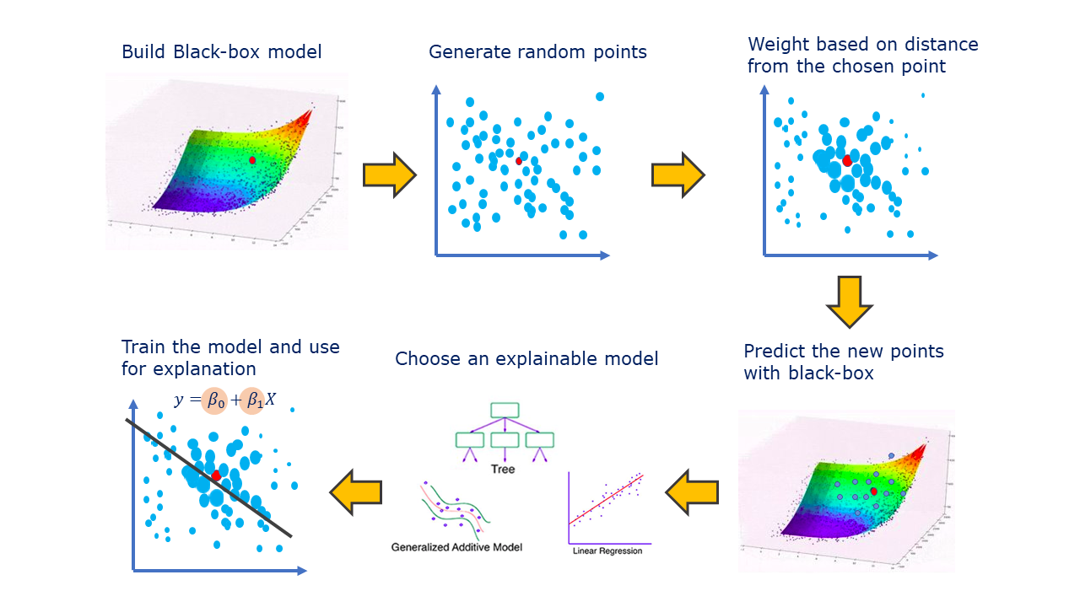 Build Black-box model
Generate random points
Weight based on distance
from the chosen point
Predict the new points
with black-box
Choose an explainable model
Tree
Generalized Additive Model
Linear Regression
Train the model and use
for explanation
y = β₀ + β₁X